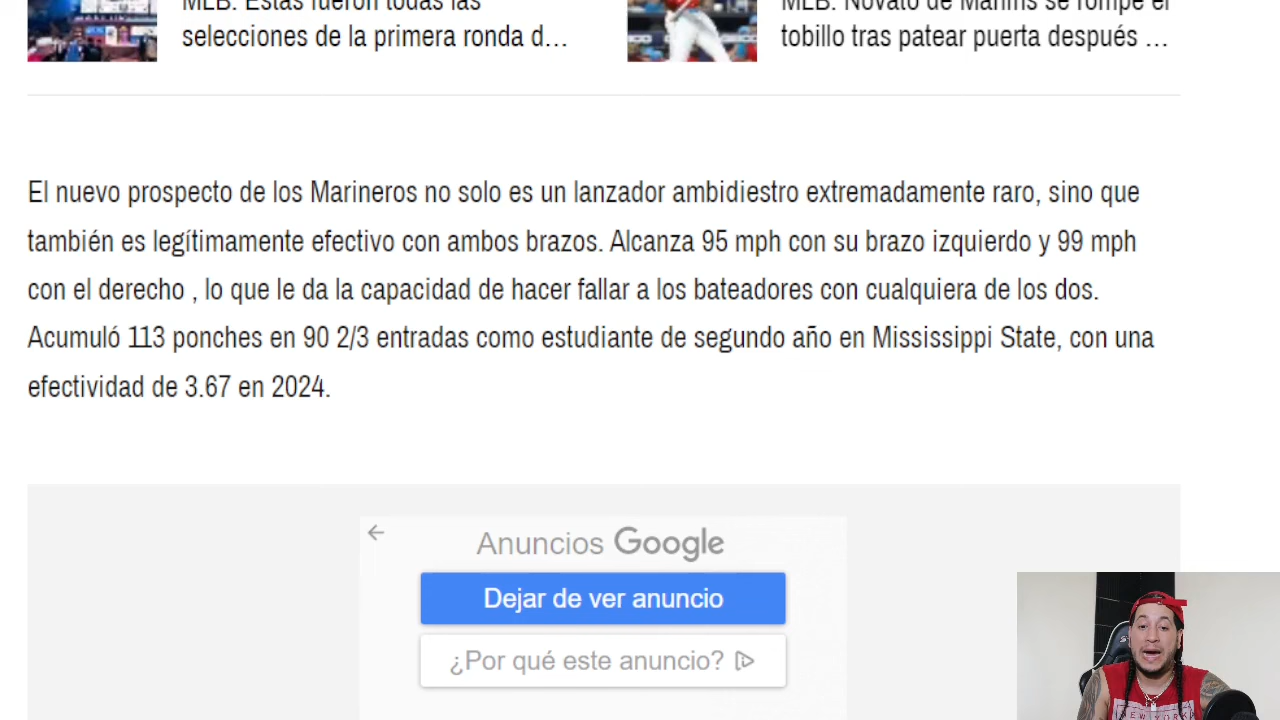 MLB: Estas fueron todas las
selecciones de la primera ronda d...
MLB: Novato de Marlins se rompe el
tobillo tras patear puerta después ...
El nuevo prospecto de los Marineros no solo es un lanzador ambidiestro extremadamente raro, sino que
también es legítimamente efectivo con ambos brazos. Alcanza 95 mph con su brazo izquierdo y 99 mph
con el derecho , lo que le da la capacidad de hacer fallar a los bateadores con cualquiera de los dos.
Acumuló 113 ponches en 90 2/3 entradas como estudiante de segundo año en Mississippi State, con una
efectividad de 3.67 en 2024.
Anuncios Google
Dejar de ver anuncio
¿Por qué este anuncio?
NEW YORK